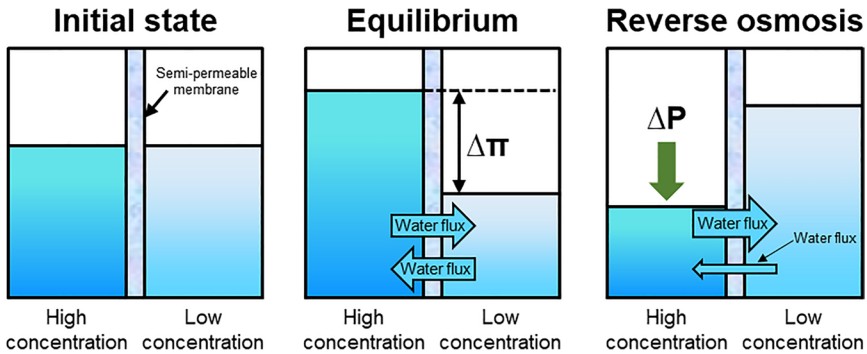 Initial state
Semi-permeable
membrane
High
concentration
Low
concentration
Equilibrium
Δπ
Water flux
Water flux
High
concentration
Low
concentration
Reverse osmosis
ΔP
Water flux
Water flux
High
concentration
Low
concentration